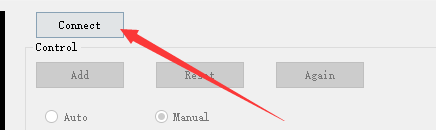 Connect
Control
Add Reset Again
Auto Manual